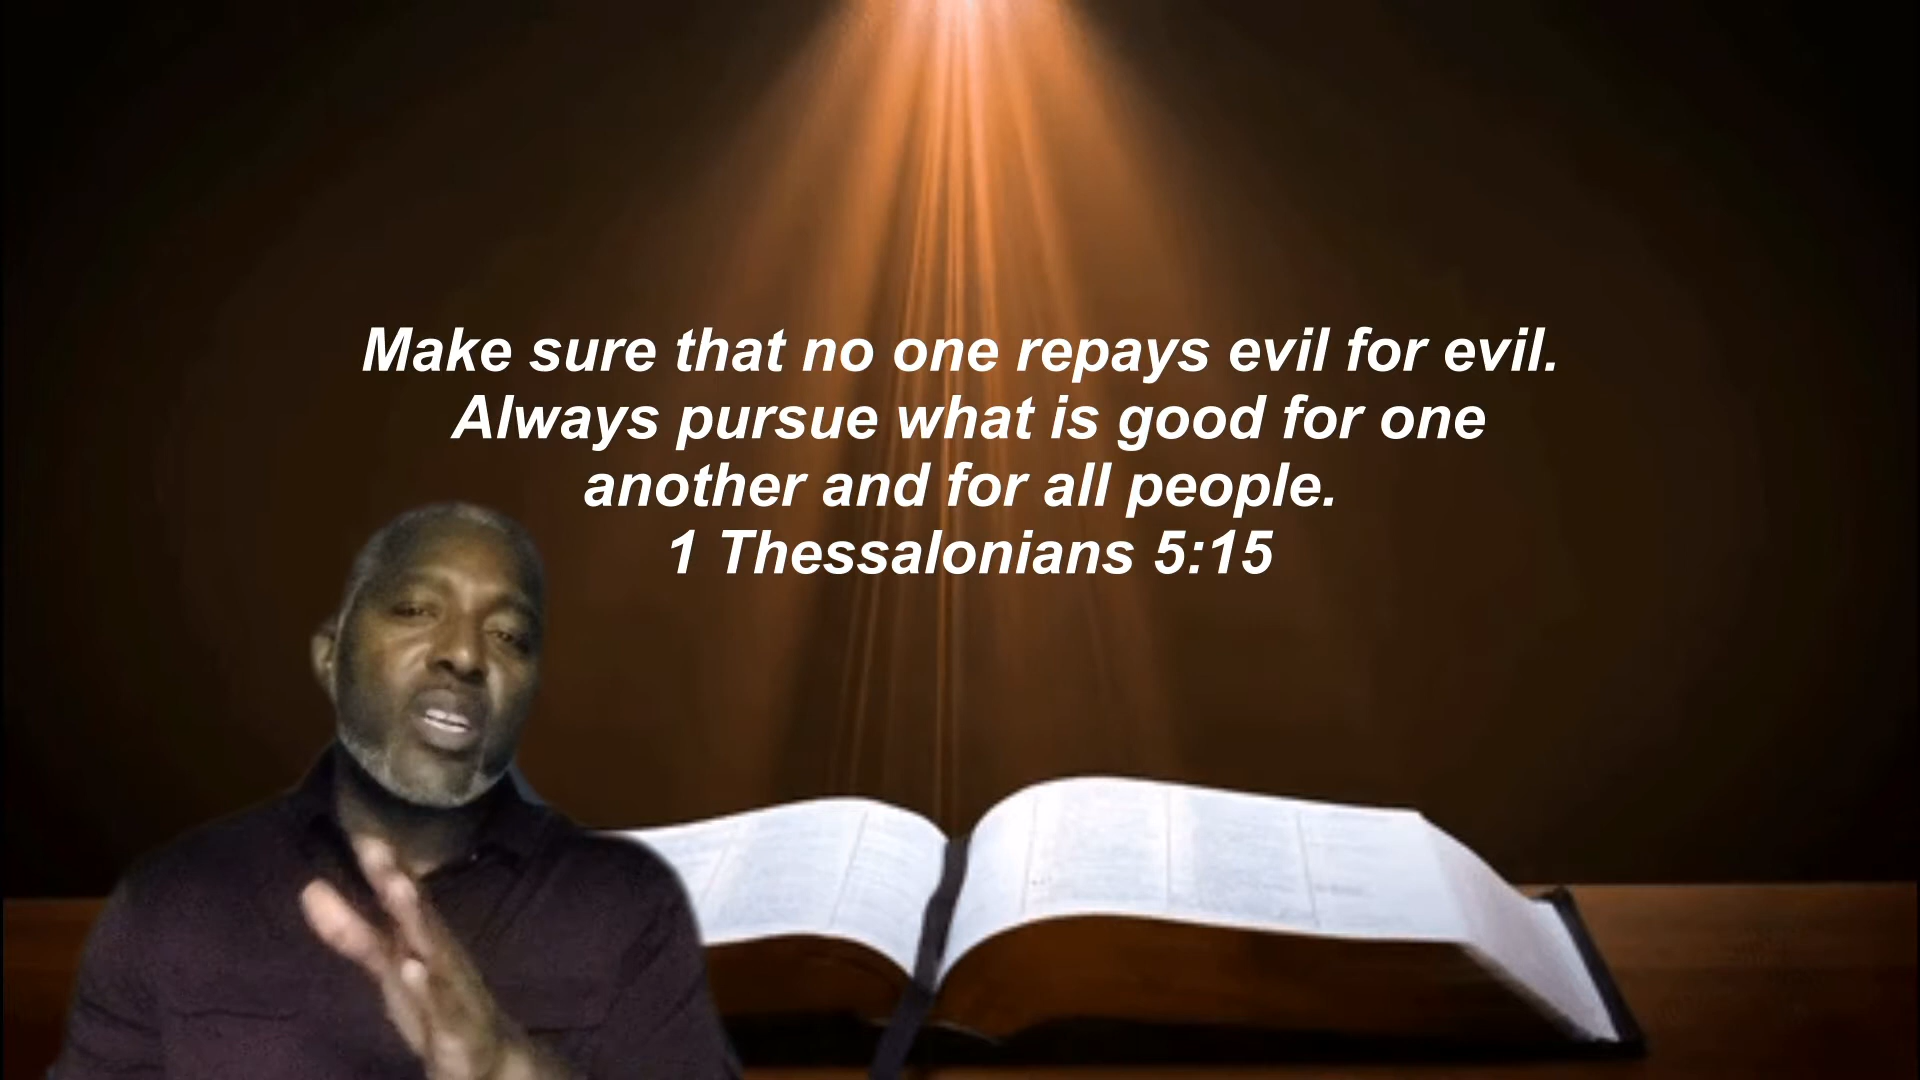 Make sure that no one repays evil for evil.
Always pursue what is good for one
another and for all people.
1 Thessalonians 5:15